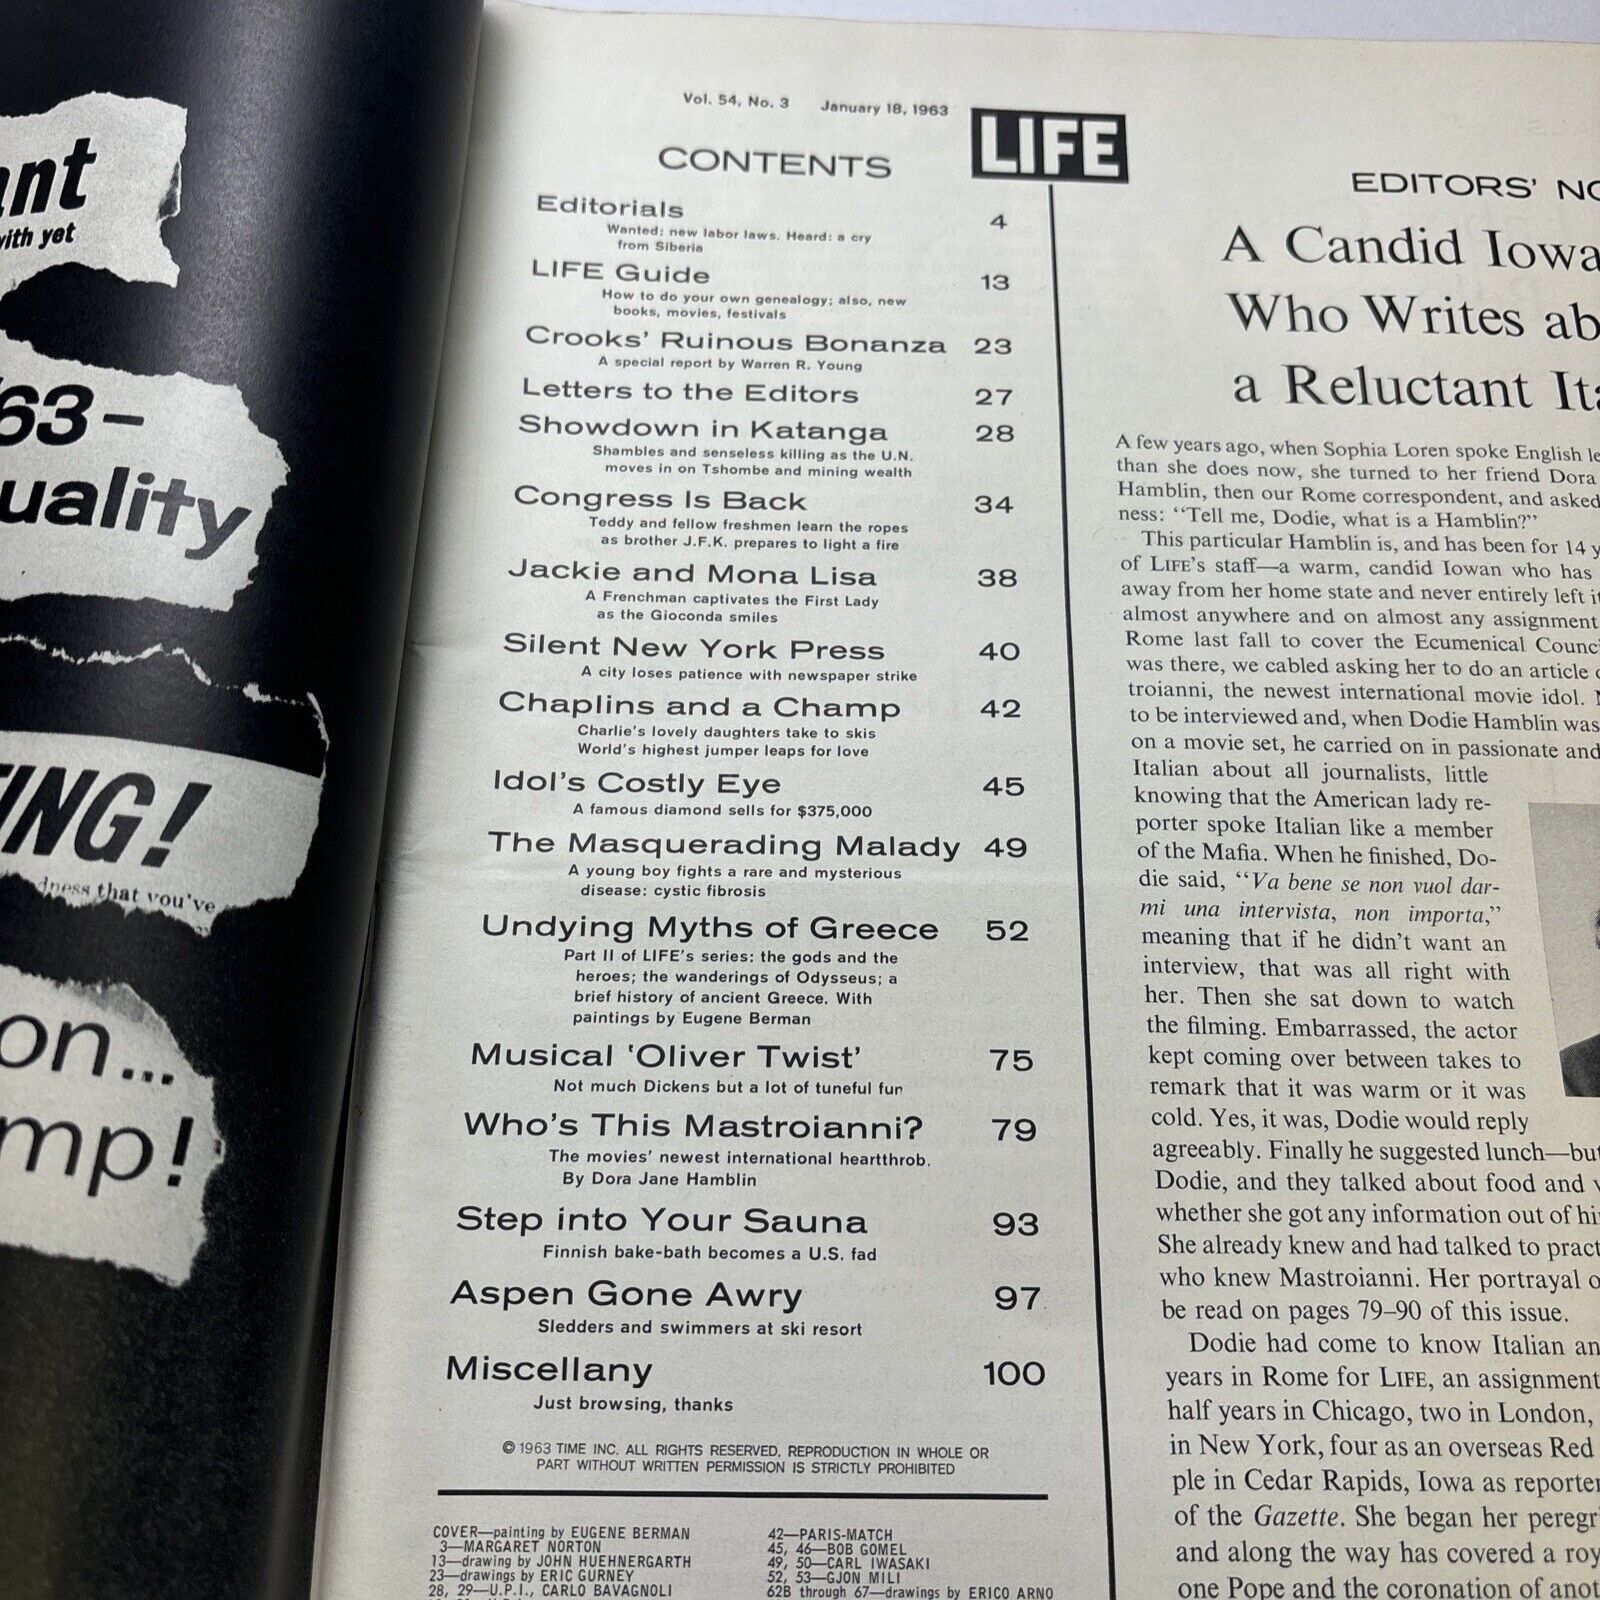 ant
with yet
63–
uality
ING!
dness that you've
on...
mp!
Vol. 54, No. 3 January 18, 1963
LIFE
CONTENTS
Editorials 4
Wanted: new labor laws. Heard: a cry
from Siberia
LIFE Guide 13
How to do your own genealogy; also, new
books, movies, festivals
Crooks' Ruinous Bonanza 23
A special report by Warren R. Young
Letters to the Editors 27
Showdown in Katanga 28
Shambles and senseless killing as the U.N.
moves in on Tshombe and mining wealth
Congress Is Back 34
Teddy and fellow freshmen learn the ropes
as brother J.F.K. prepares to light a fire
Jackie and Mona Lisa 38
A Frenchman captivates the First Lady
as the Gioconda smiles
Silent New York Press 40
A city loses patience with newspaper strike
Chaplins and a Champ 42
Charlie's lovely daughters take to skis
World's highest jumper leaps for love
Idol's Costly Eye 45
A famous diamond sells for $375,000
The Masquerading Malady 49
A young boy fights a rare and mysterious
disease: cystic fibrosis
Undying Myths of Greece 52
Part II of LIFE's series: the gods and the
heroes; the wanderings of Odysseus; a
brief history of ancient Greece. With
paintings by Eugene Berman
Musical 'Oliver Twist' 75
Not much Dickens but a lot of tuneful fun
Who's This Mastroianni? 79
The movies' newest international heartthrob.
By Dora Jane Hamblin
Step into Your Sauna 93
Finnish bake-bath becomes a U.S. fad
Aspen Gone Awry 97
Sledders and swimmers at ski resort
Miscellany 100
Just browsing, thanks
© 1963 TIME INC. ALL RIGHTS RESERVED. REPRODUCTION IN WHOLE OR
PART WITHOUT WRITTEN PERMISSION IS STRICTLY PROHIBITED
COVER—painting by EUGENE BERMAN
3—MARGARET NORTON
13—drawing by JOHN HUEHNERGARTH
23—drawings by ERIC GURNEY
28, 29—U.P.I., CARLO BAVAGNOLI
42—PARIS-MATCH
45, 46—BOB GOMEL
49, 50—CARL IWASAKI
52, 53—GJON MILI
62B through 67—drawings by ERICO ARNO
EDITORS' NO
A Candid Iowa
Who Writes ab
a Reluctant Ita
A few years ago, when Sophia Loren spoke English le
than she does now, she turned to her friend Dora
Hamblin, then our Rome correspondent, and asked
ness: "Tell me, Dodie, what is a Hamblin?"
This particular Hamblin is, and has been for 14 y
of LIFE's staff—a warm, candid Iowan who has
away from her home state and never entirely left it
almost anywhere and on almost any assignment
Rome last fall to cover the Ecumenical Counc
was there, we cabled asking her to do an article o
troianni, the newest international movie idol. M
to be interviewed and, when Dodie Hamblin was
on a movie set, he carried on in passionate and
Italian about all journalists, little
knowing that the American lady re-
porter spoke Italian like a member
of the Mafia. When he finished, Do-
die said, "Va bene se non vuol dar-
mi una intervista, non importa,"
meaning that if he didn't want an
interview, that was all right with
her. Then she sat down to watch
the filming. Embarrassed, the actor
kept coming over between takes to
remark that it was warm or it was
cold. Yes, it was, Dodie would reply
agreeably. Finally he suggested lunch—but
Dodie, and they talked about food and
whether she got any information out of hi
She already knew and had talked to pract
who knew Mastroianni. Her portrayal o
be read on pages 79–90 of this issue.
Dodie had come to know Italian an
years in Rome for LIFE, an assignment
half years in Chicago, two in London,
in New York, four as an overseas Red
ple in Cedar Rapids, Iowa as reporter
of the Gazette. She began her peregr
and along the way has covered a roy
one Pope and the coronation of anot